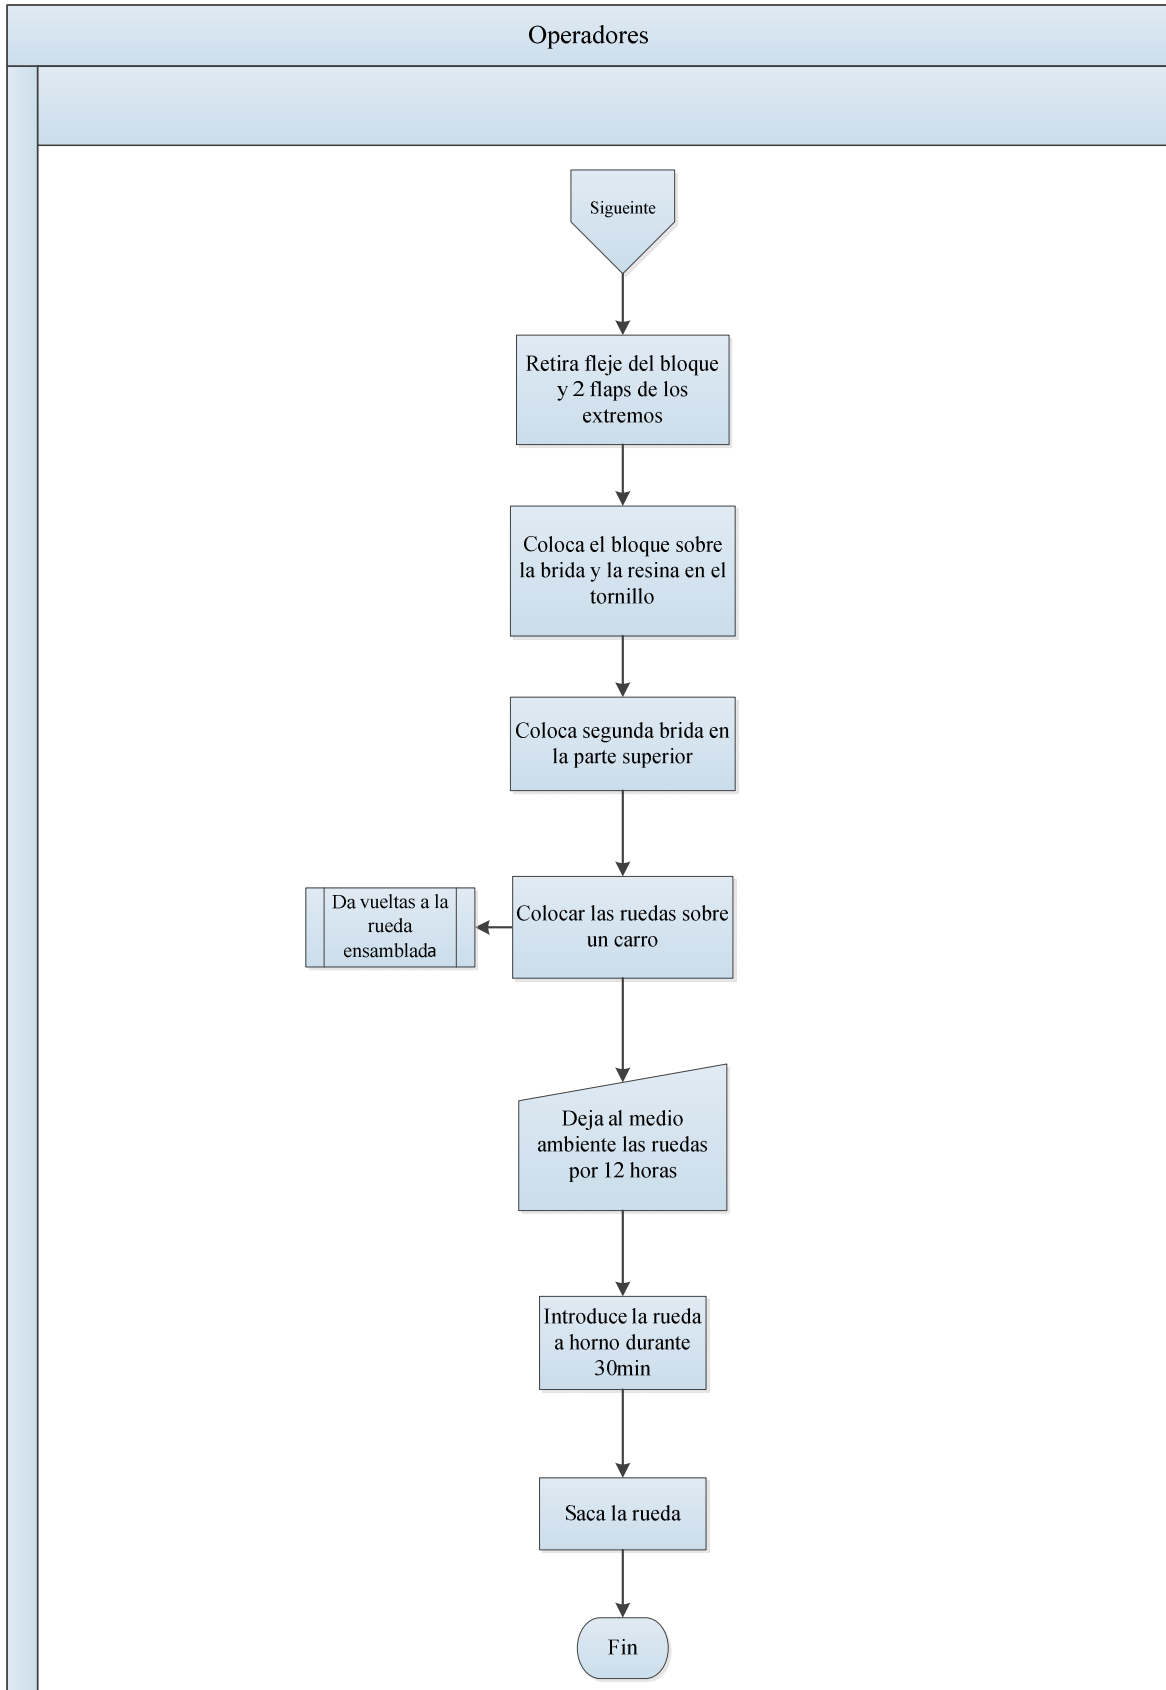 Operadores
Sigueinte
Retira fleje del bloque
y 2 flaps de los
extremos
Coloca el bloque sobre
la brida y la resina en el
tornillo
Coloca segunda brida en
la parte superior
Da vueltas a la
rueda
ensamblada
Colocar las ruedas sobre
un carro
Deja al medio
ambiente las ruedas
por 12 horas
Introduce la rueda
a horno durante
30min
Saca la rueda
Fin